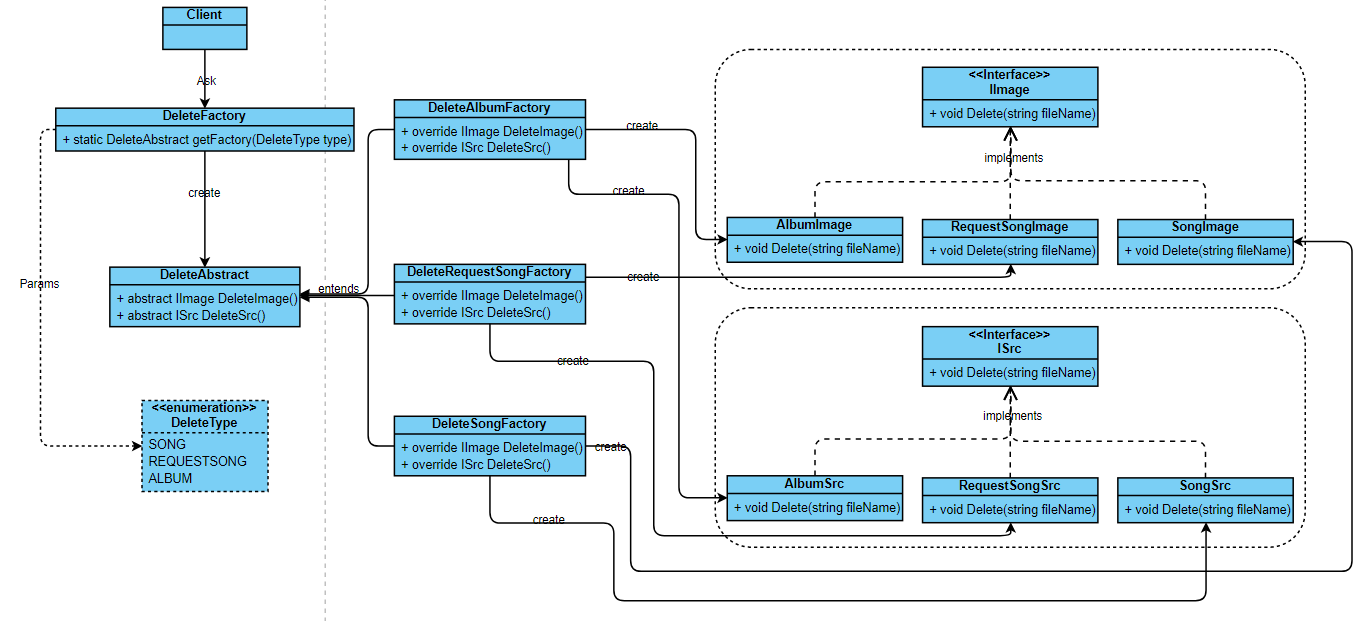 Client
Ask
DeleteFactory
+ static DeleteAbstract getFactory(DeleteType type)
create
Params
DeleteAbstract
+ abstract IImage DeleteImage()
+ abstract ISrc DeleteSrc()
<<enumeration>>
DeleteType
SONG
REQUESTSONG
ALBUM
entends
DeleteAlbumFactory
+ override IImage DeleteImage()
+ override ISrc DeleteSrc()
create
create
DeleteRequestSongFactory
+ override IImage DeleteImage()
+ override ISrc DeleteSrc()
create
create
DeleteSongFactory
+ override IImage DeleteImage()
+ override ISrc DeleteSrc()
create
create
<<Interface>>
IImage
+ void Delete(string fileName)
implements
AlbumImage
+ void Delete(string fileName)
RequestSongImage
+ void Delete(string fileName)
SongImage
+ void Delete(string fileName)
<<Interface>>
ISrc
+ void Delete(string fileName)
implements
AlbumSrc
+ void Delete(string fileName)
RequestSongSrc
+ void Delete(string fileName)
SongSrc
+ void Delete(string fileName)